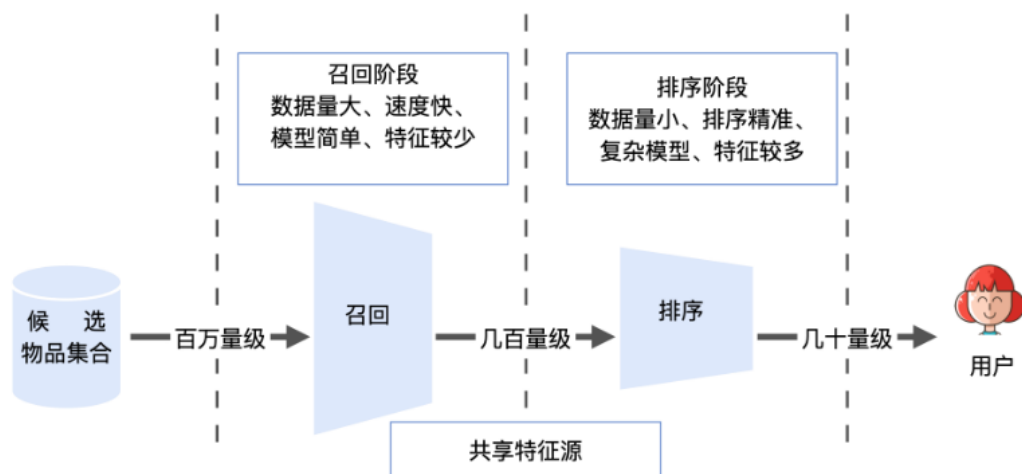 召回阶段
数据量大、速度快、
模型简单、特征较少
排序阶段
数据量小、排序精准、
复杂模型、特征较多
候 选
物品集合
百万量级
召回
几百量级
排序
几十量级
用户
共享特征源